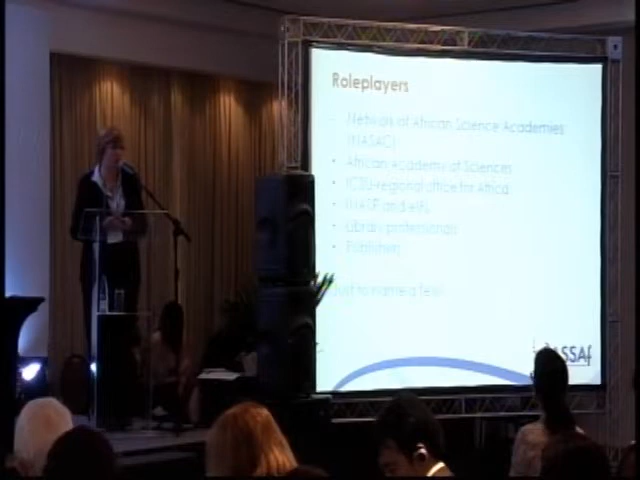 Roleplayers
Network of African Science Academies
(NASAC)
• African academy of Sciences
• ICSU-regional office for Africa
• INASP and eIFL
• Library professionals
• Publishers
Just to name a few
ASSAf